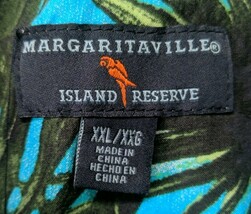 MARGARITAVILLE®
ISLAND RESERVE
XXL/XXG
MADE IN
CHINA
HECHO EN
CHINA